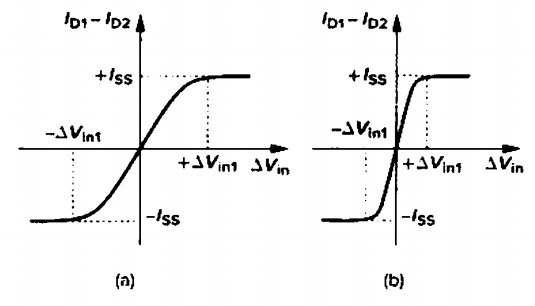 I_D1 – I_D2
+I_SS
–ΔV_in1
+ΔV_in1
ΔV_in
–I_SS
(a)
I_D1 – I_D2
+I_SS
–ΔV_in1
+ΔV_in1
ΔV_in
–I_SS
(b)